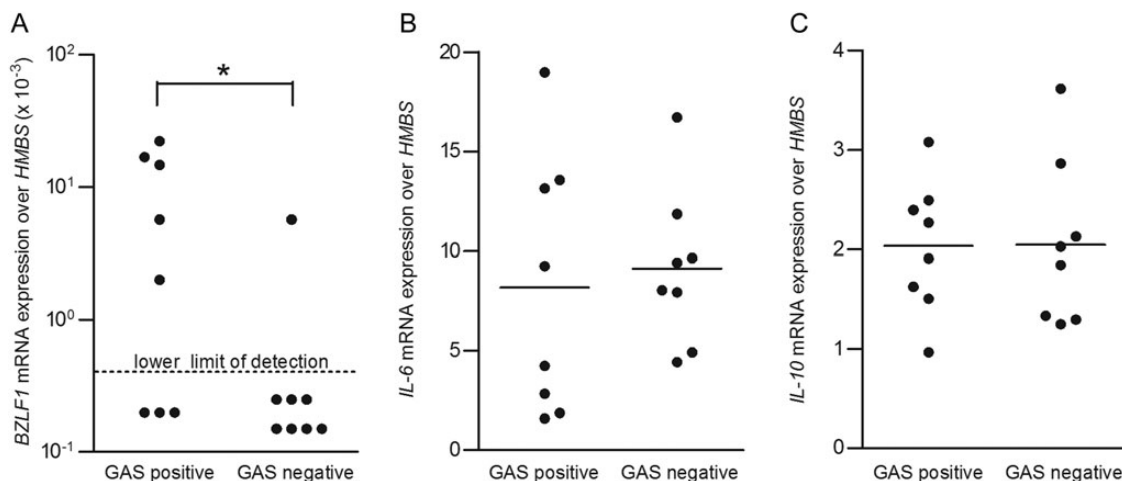 A
BZLF1 mRNA expression over HMBS (x 10⁻³)
10²
10¹
10⁰
10⁻¹
*
lower limit of detection
GAS positive
GAS negative
B
IL-6 mRNA expression over HMBS
20
15
10
5
0
GAS positive
GAS negative
C
IL-10 mRNA expression over HMBS
4
3
2
1
0
GAS positive
GAS negative